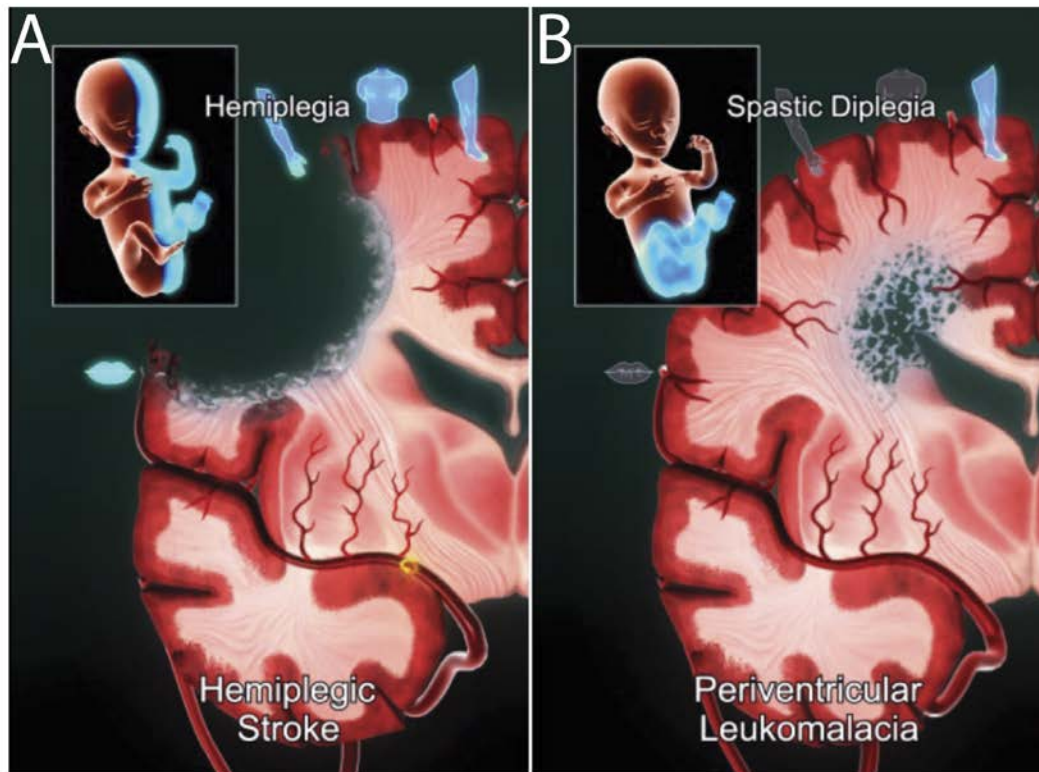 A
Hemiplegia
Hemiplegic
Stroke
B
Spastic Diplegia
Periventricular
Leukomalacia